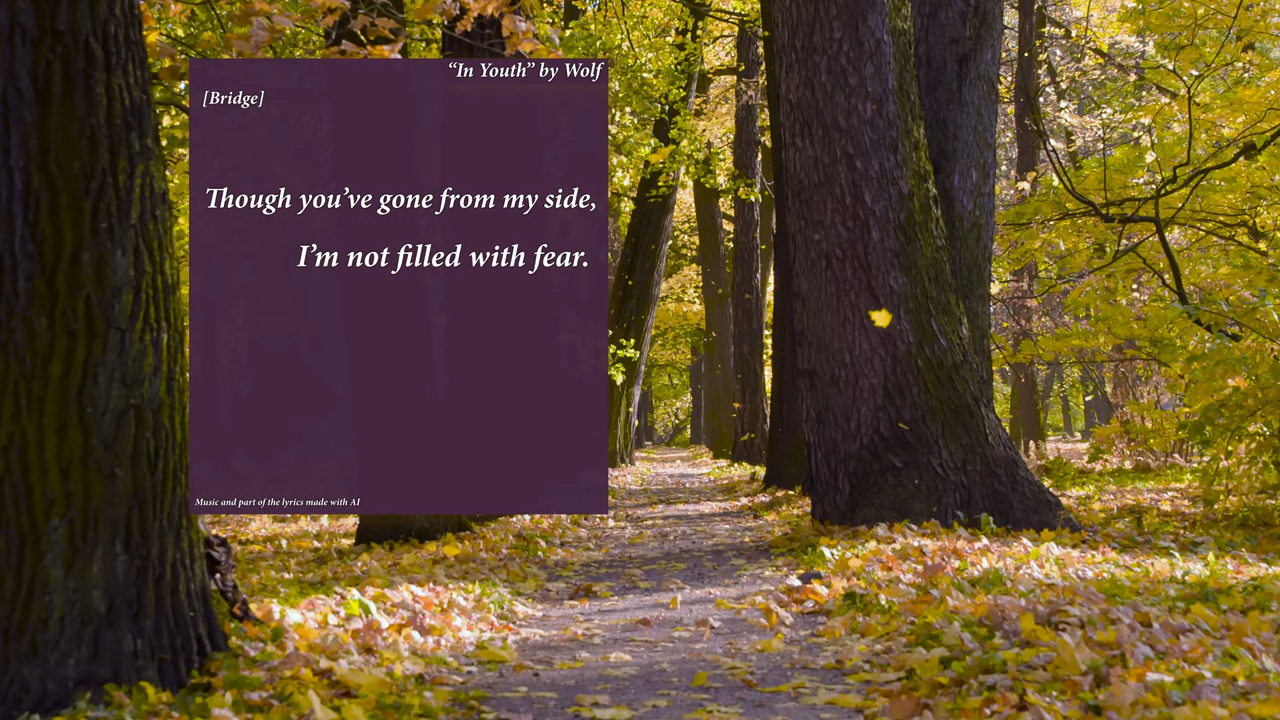 “In Youth” by Wolf
[Bridge]
Though you’ve gone from my side,
I’m not filled with fear.
Music and part of the lyrics made with AI